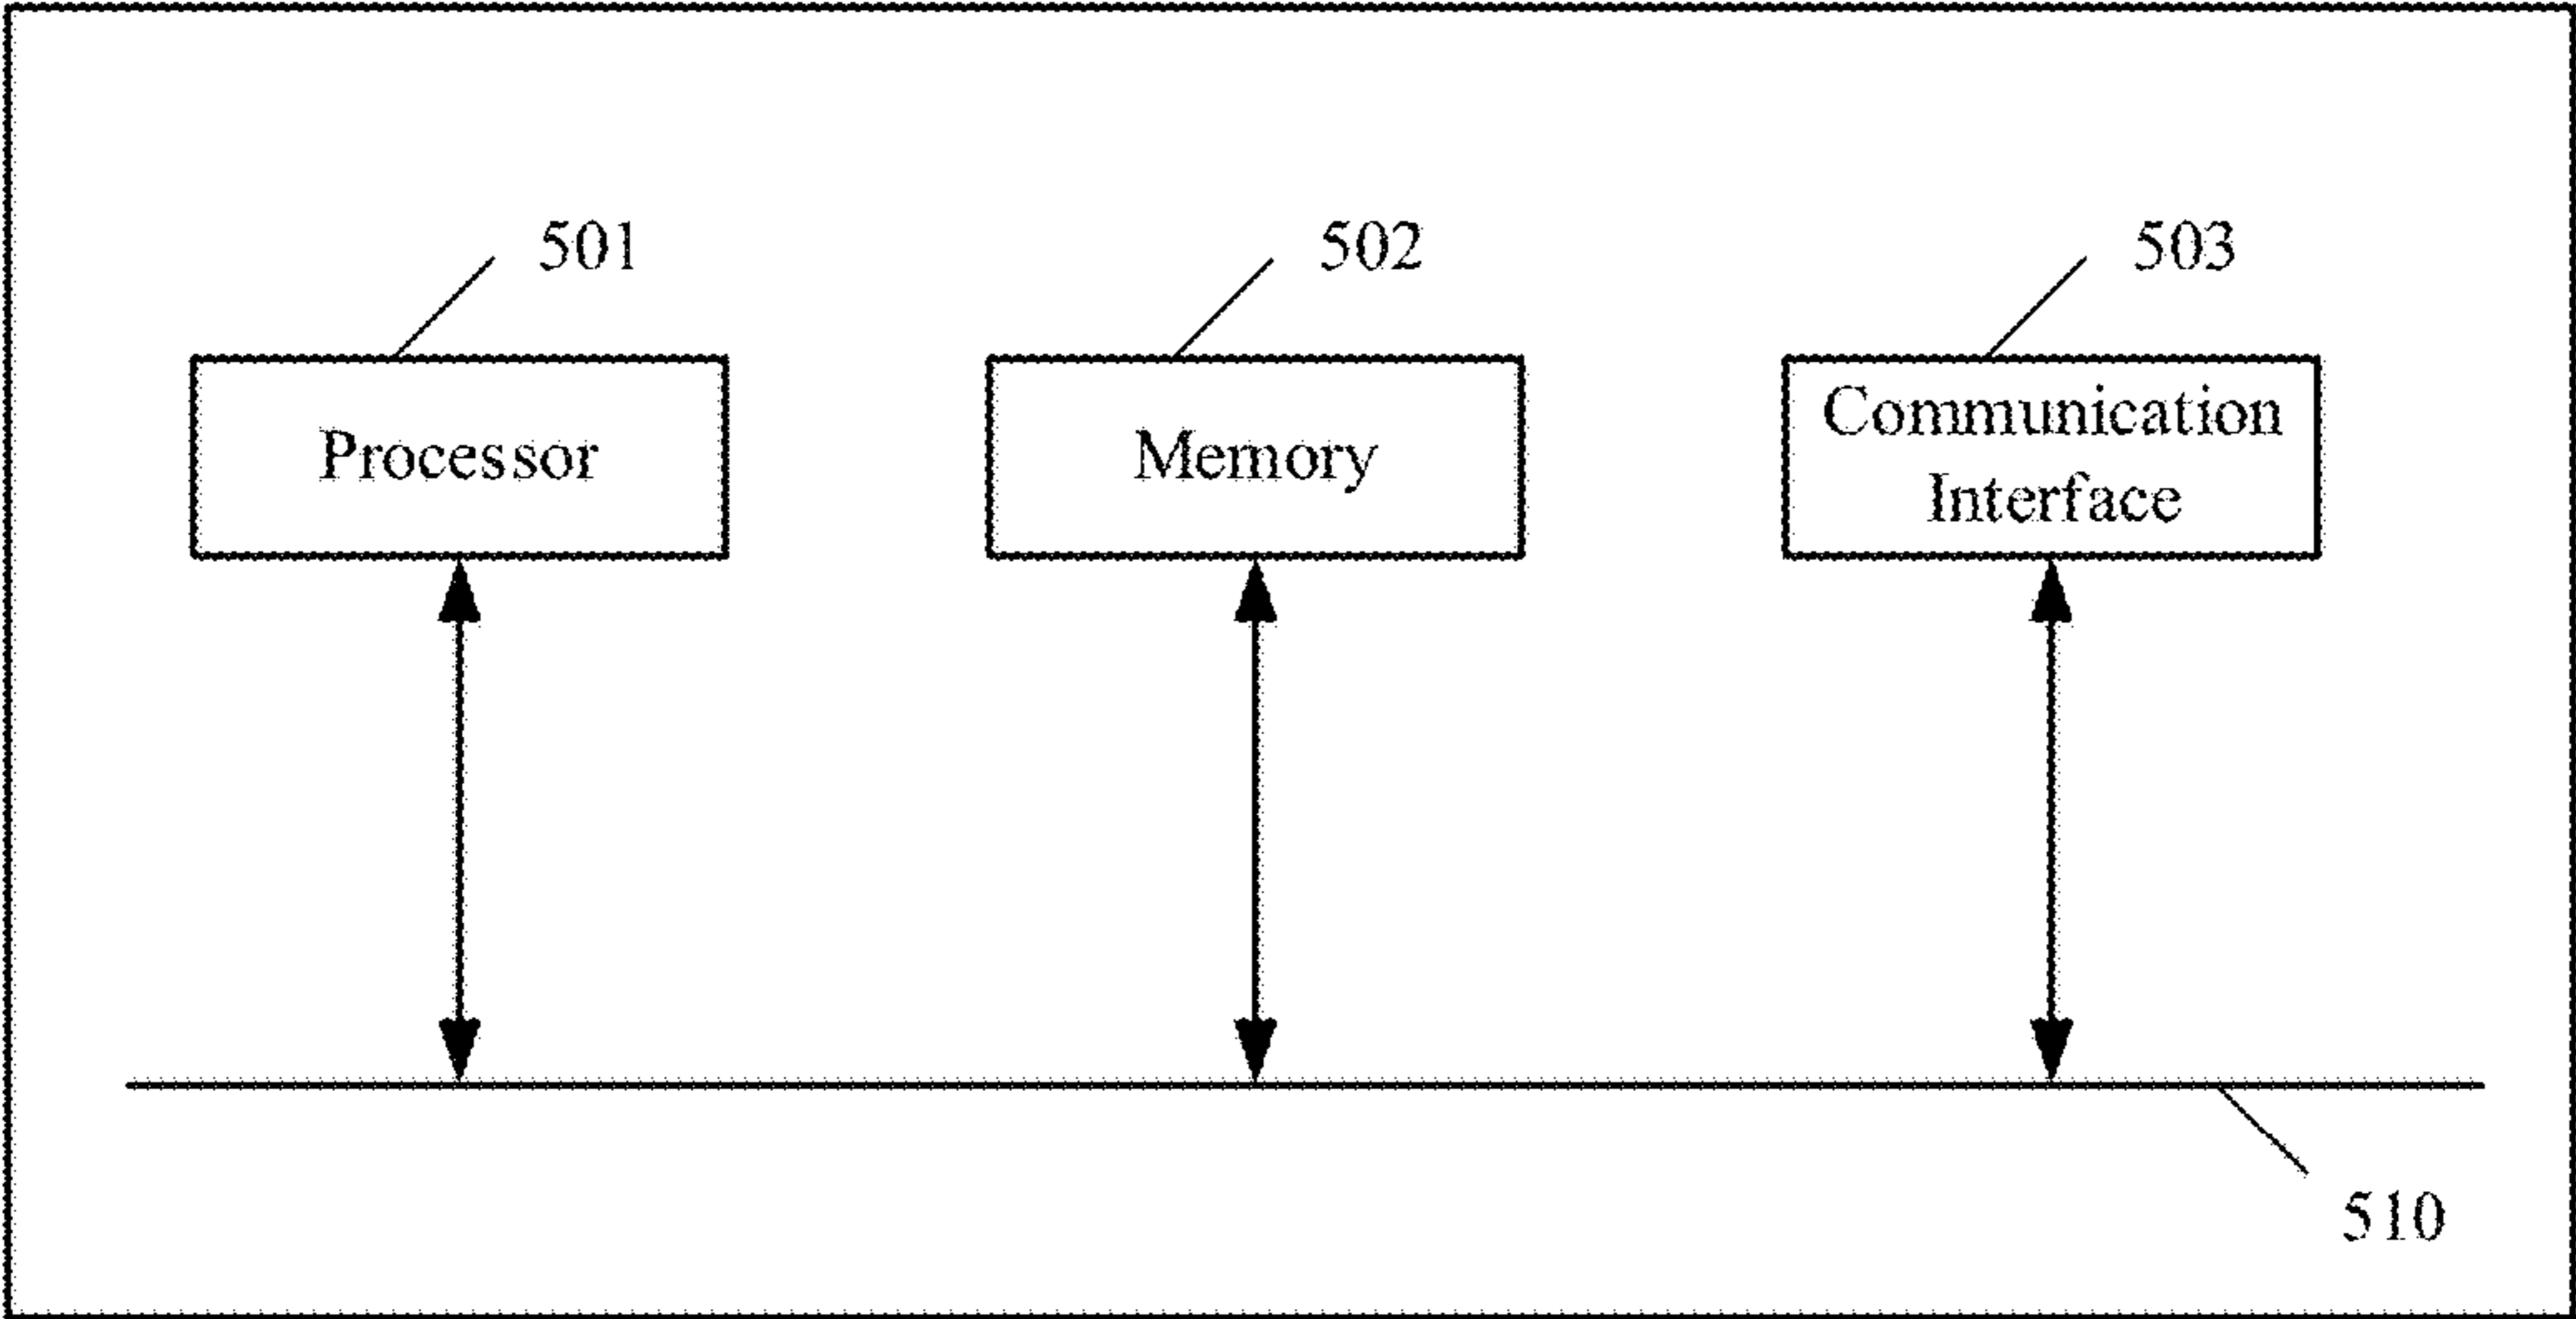 501
502
503
Processor
Memory
Communication
Interface
510